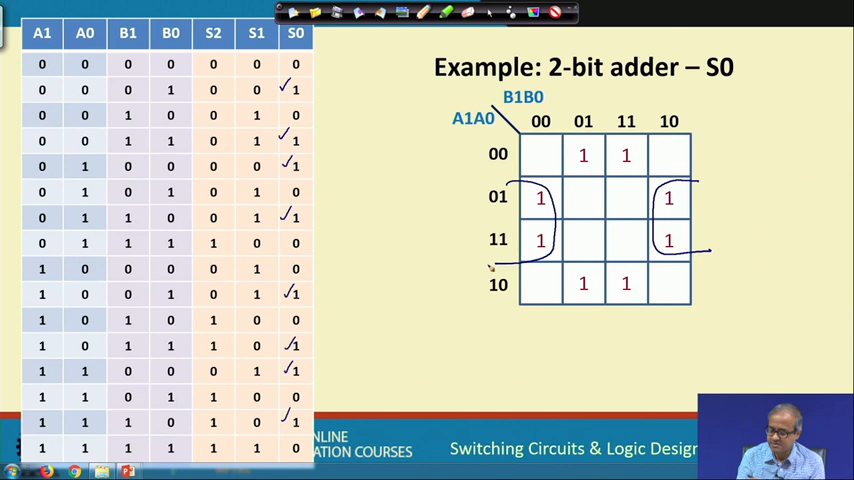 A1 A0 B1 B0 S2 S1 S0
0 0 0 0 0 0 0
0 0 0 1 0 0 1
0 0 1 0 0 1 0
0 0 1 1 0 1 1
0 1 0 0 0 0 1
0 1 0 1 0 1 0
0 1 1 0 0 1 1
0 1 1 1 1 0 0
1 0 0 0 0 1 0
1 0 0 1 0 1 1
1 0 1 0 1 0 0
1 0 1 1 1 0 1
1 1 0 0 0 1 1
1 1 0 1 1 0 0
1 1 1 0 1 0 1
1 1 1 1 1 1 0
Example: 2-bit adder – S0
B1B0
A1A0
00 01 11 10
00 1 1
01 1 1
11 1 1
10 1 1
NLINE
ATION COURSES
Switching Circuits & Logic Desig